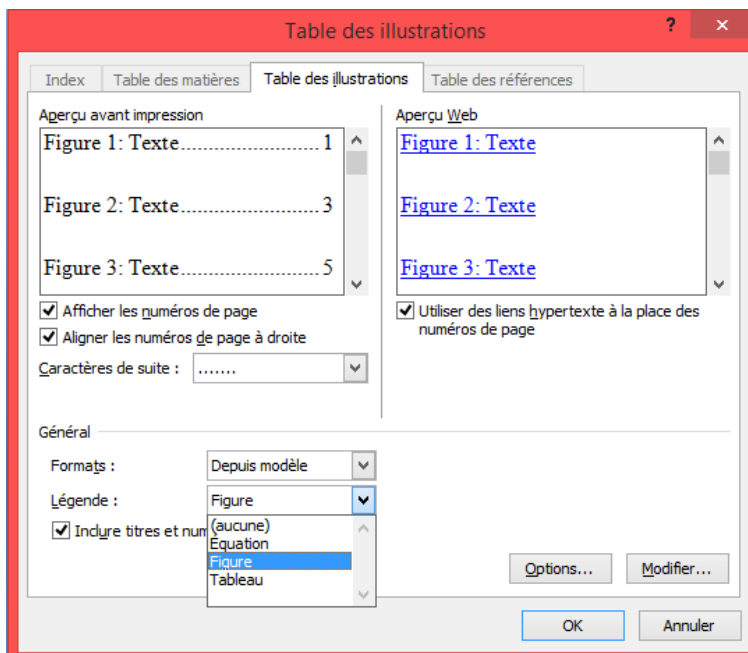 Table des illustrations
? ×
Index Table des matières Table des illustrations Table des références
Aperçu avant impression
Figure 1: Texte............................1
Figure 2: Texte............................3
Figure 3: Texte............................5
Afficher les numéros de page
Aligner les numéros de page à droite
Caractères de suite : .......
Aperçu Web
Figure 1: Texte
Figure 2: Texte
Figure 3: Texte
Utiliser des liens hypertexte à la place des
numéros de page
Général
Formats : Depuis modèle
Légende : Figure
Inclure titres et num
(aucune)
Équation
Figure
Tableau
Options... Modifier...
OK Annuler